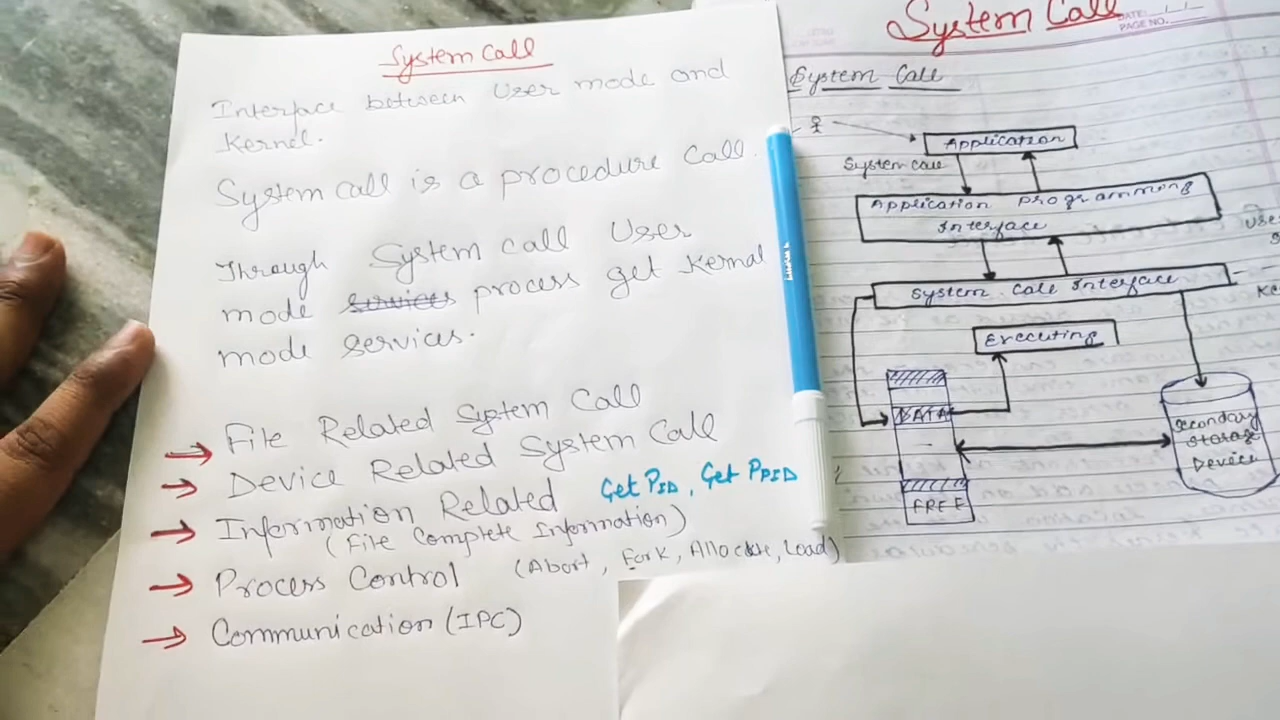 System Call
Interface between User mode and
Kernel.
System call is a procedure Call.
Through System call User
mode services process get Kernal
mode services.
→ File Related System Call
→ Device Related System Call
→ Information Related Get PID, Get PPID
(File Complete Information)
→ Process Control (Abort, Fork, Allocate, Load)
→ Communication (IPC)
System Call
DATE: / /
PAGE NO.
System Call
Application
System call
Application Programming
Interface
System Call Interface
Executing
DATA
FREE
Secondary
Storage
Device